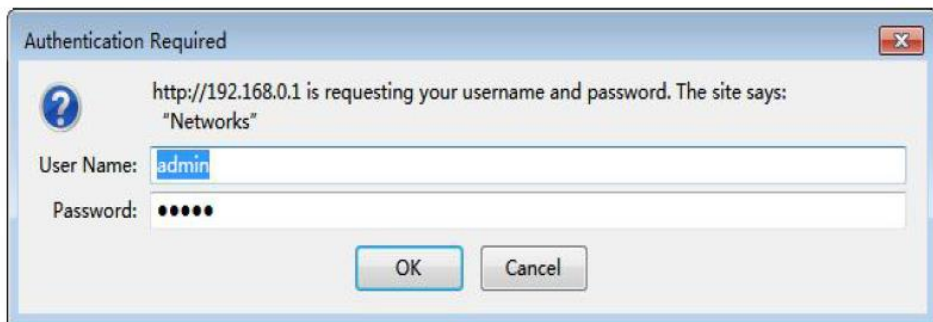 Authentication Required
http://192.168.0.1 is requesting your username and password. The site says:
"Networks"
User Name: admin
Password: •••••
OK Cancel